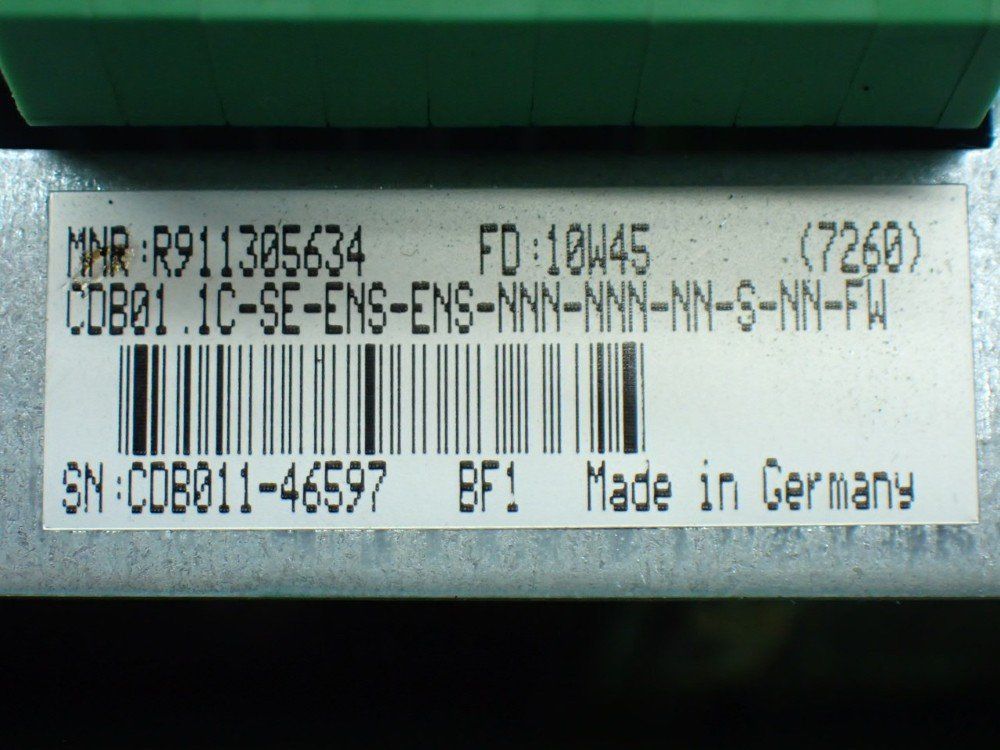 MNR:R911305634 FD:10W45 (7260)
CDB01.1C-SE-ENS-ENS-NNN-NNN-NN-S-NN-FW
SN:CDB011-46597 BF1 Made in Germany